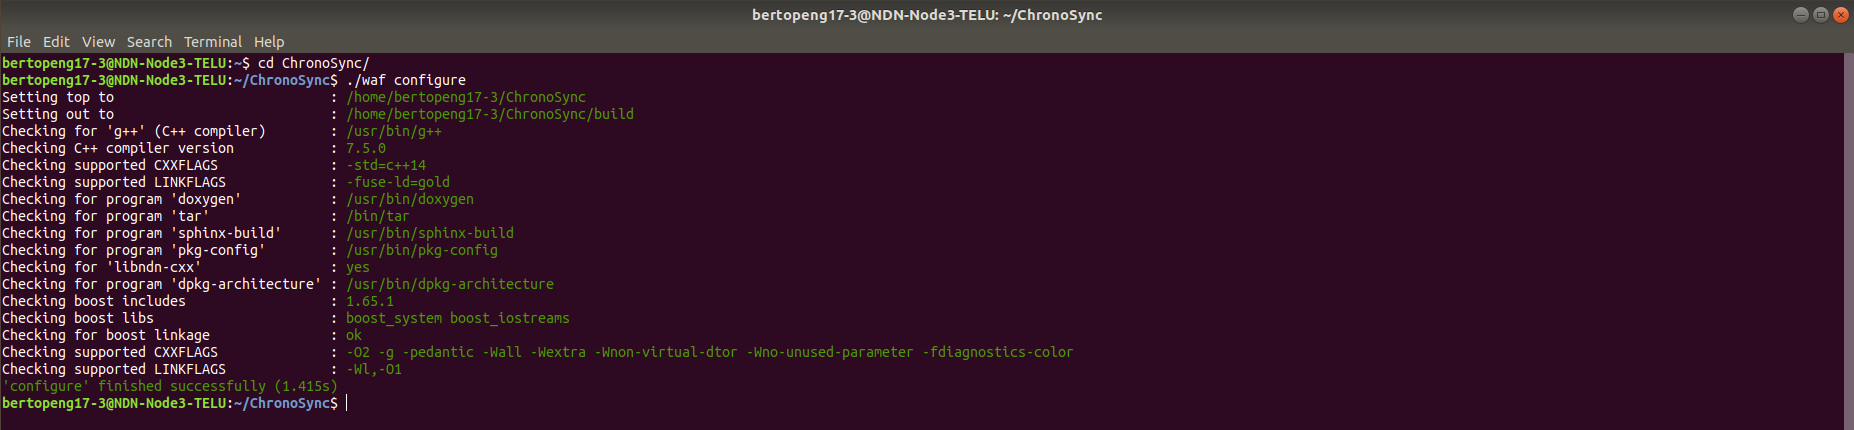 bertopeng17-3@NDN-Node3-TELU: ~/ChronoSync
File Edit View Search Terminal Help
bertopeng17-3@NDN-Node3-TELU:~$ cd ChronoSync/
bertopeng17-3@NDN-Node3-TELU:~/ChronoSync$ ./waf configure
Setting top to : /home/bertopeng17-3/ChronoSync
Setting out to : /home/bertopeng17-3/ChronoSync/build
Checking for 'g++' (C++ compiler) : /usr/bin/g++
Checking C++ compiler version : 7.5.0
Checking supported CXXFLAGS : -std=c++14
Checking supported LINKFLAGS : -fuse-ld=gold
Checking for program 'doxygen' : /usr/bin/doxygen
Checking for program 'tar' : /bin/tar
Checking for program 'sphinx-build' : /usr/bin/sphinx-build
Checking for program 'pkg-config' : /usr/bin/pkg-config
Checking for 'libndn-cxx' : yes
Checking for program 'dpkg-architecture' : /usr/bin/dpkg-architecture
Checking boost includes : 1.65.1
Checking boost libs : boost_system boost_iostreams
Checking for boost linkage : ok
Checking supported CXXFLAGS : -O2 -g -pedantic -Wall -Wextra -Wnon-virtual-dtor -Wno-unused-parameter -fdiagnostics-color
Checking supported LINKFLAGS : -Wl,-O1
'configure' finished successfully (1.415s)
bertopeng17-3@NDN-Node3-TELU:~/ChronoSync$